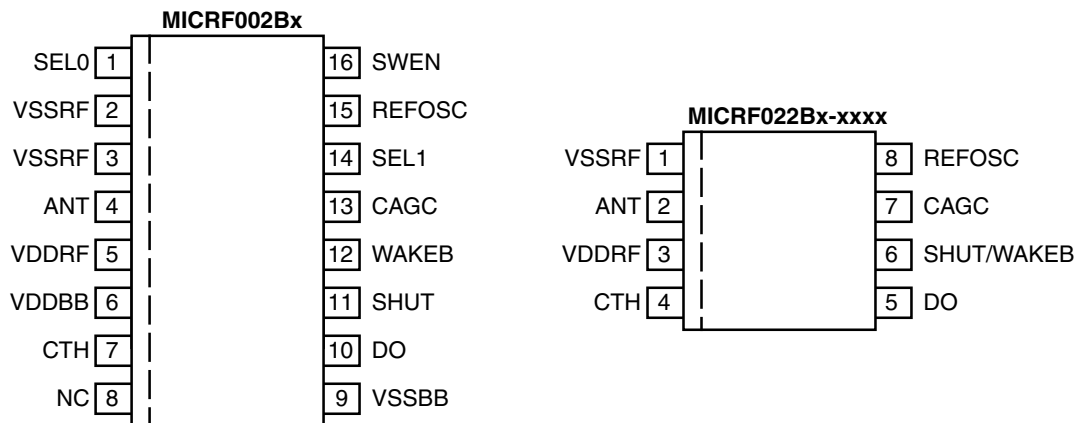 MICRF002Bx
SEL0 1
VSSRF 2
VSSRF 3
ANT 4
VDDRF 5
VDDBB 6
CTH 7
NC 8
16 SWEN
15 REFOSC
14 SEL1
13 CAGC
12 WAKEB
11 SHUT
10 DO
9 VSSBB
MICRF022Bx-xxxx
VSSRF 1
ANT 2
VDDRF 3
CTH 4
8 REFOSC
7 CAGC
6 SHUT/WAKEB
5 DO